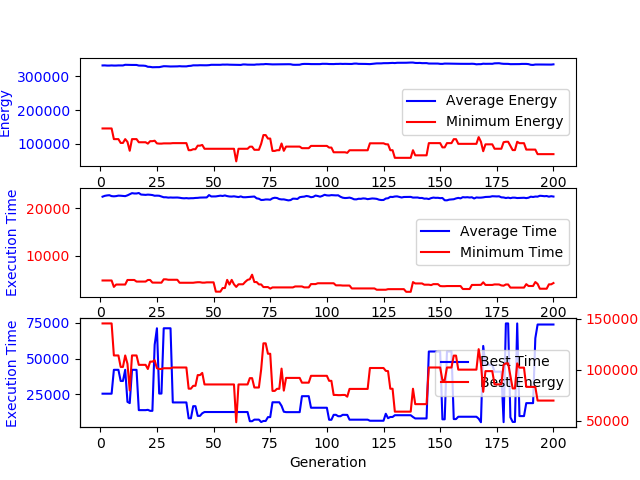 300000
200000
100000
Energy
Average Energy
Minimum Energy
0 25 50 75 100 125 150 175 200
20000
10000
Execution Time
Average Time
Minimum Time
0 25 50 75 100 125 150 175 200
75000
50000
25000
Execution Time
150000
100000
50000
Best Time
Best Energy
0 25 50 75 100 125 150 175 200
Generation